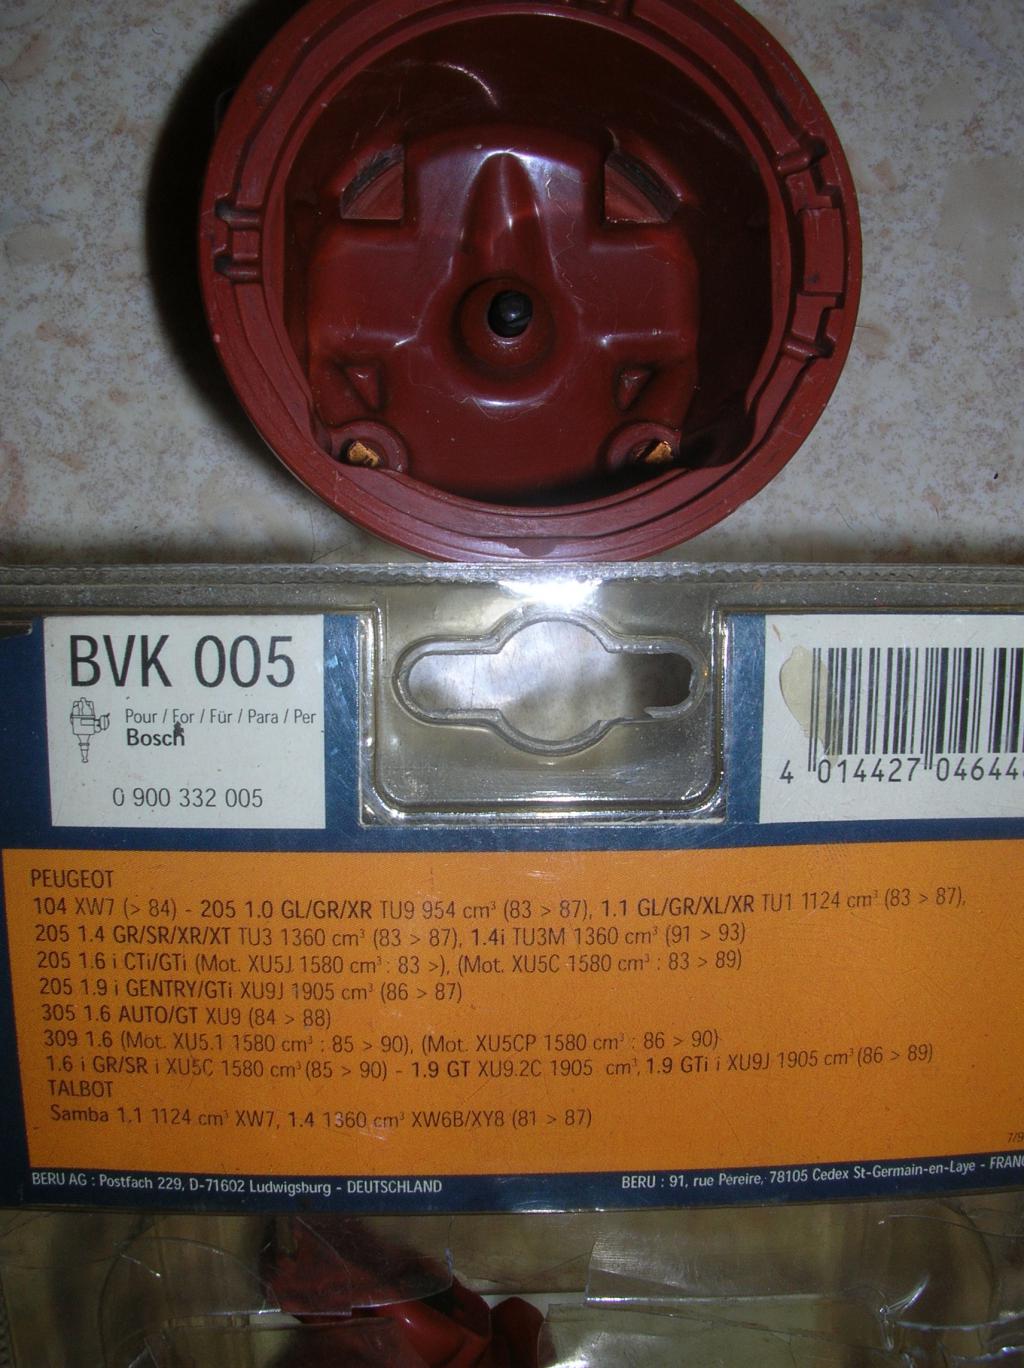 BVK 005
Pour / For / Für / Para / Per
Bosch
0 900 332 005
4 014427 04644
PEUGEOT
104 XW7 (> 84) - 205 1.0 GL/GR/XR TU9 954 cm³ (83 > 87), 1.1 GL/GR/XL/XR TU1 1124 cm³ (83 > 87),
205 1.4 GR/SR/XR/XT TU3 1360 cm³ (83 > 87), 1.4i TU3M 1360 cm³ (91 > 93)
205 1.6 i CTi/GTi (Mot. XU5J 1580 cm³ : 83 >), (Mot. XU5C 1580 cm³ : 83 > 89)
205 1.9 i GENTRY/GTi XU9J 1905 cm³ (86 > 87)
305 1.6 AUTO/GT XU9 (84 > 88)
309 1.6 (Mot. XU5.1 1580 cm³ : 85 > 90), (Mot. XU5CP 1580 cm³ : 86 > 90)
1.6 i GR/SR i XU5C 1580 cm³ (85 > 90) - 1.9 GT XU9.2C 1905 cm³, 1.9 GTi i XU9J 1905 cm³ (86 > 89)
TALBOT
Samba 1.1 1124 cm³ XW7, 1.4 1360 cm³ XW6B/XY8 (81 > 87)
7/9
BERU AG : Postfach 229, D-71602 Ludwigsburg - DEUTSCHLAND
BERU : 91, rue Péreire, 78105 Cedex St-Germain-en-Laye - FRANC